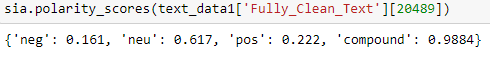 sia.polarity_scores(text_data1['Fully_Clean_Text'][20489])
{'neg': 0.161, 'neu': 0.617, 'pos': 0.222, 'compound': 0.9884}